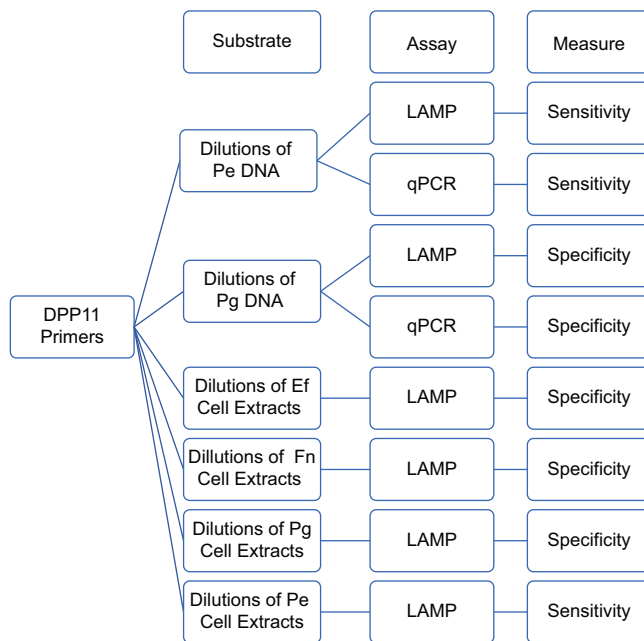 Substrate
Assay
Measure
Dilutions of
Pe DNA
LAMP
Sensitivity
qPCR
Sensitivity
Dilutions of
Pg DNA
LAMP
Specificity
qPCR
Specificity
DPP11
Primers
Dilutions of Ef
Cell Extracts
LAMP
Specificity
Dillutions of Fn
Cell Extracts
LAMP
Specificity
Dilutions of Pg
Cell Extracts
LAMP
Specificity
Dilutions of Pe
Cell Extracts
LAMP
Sensitivity